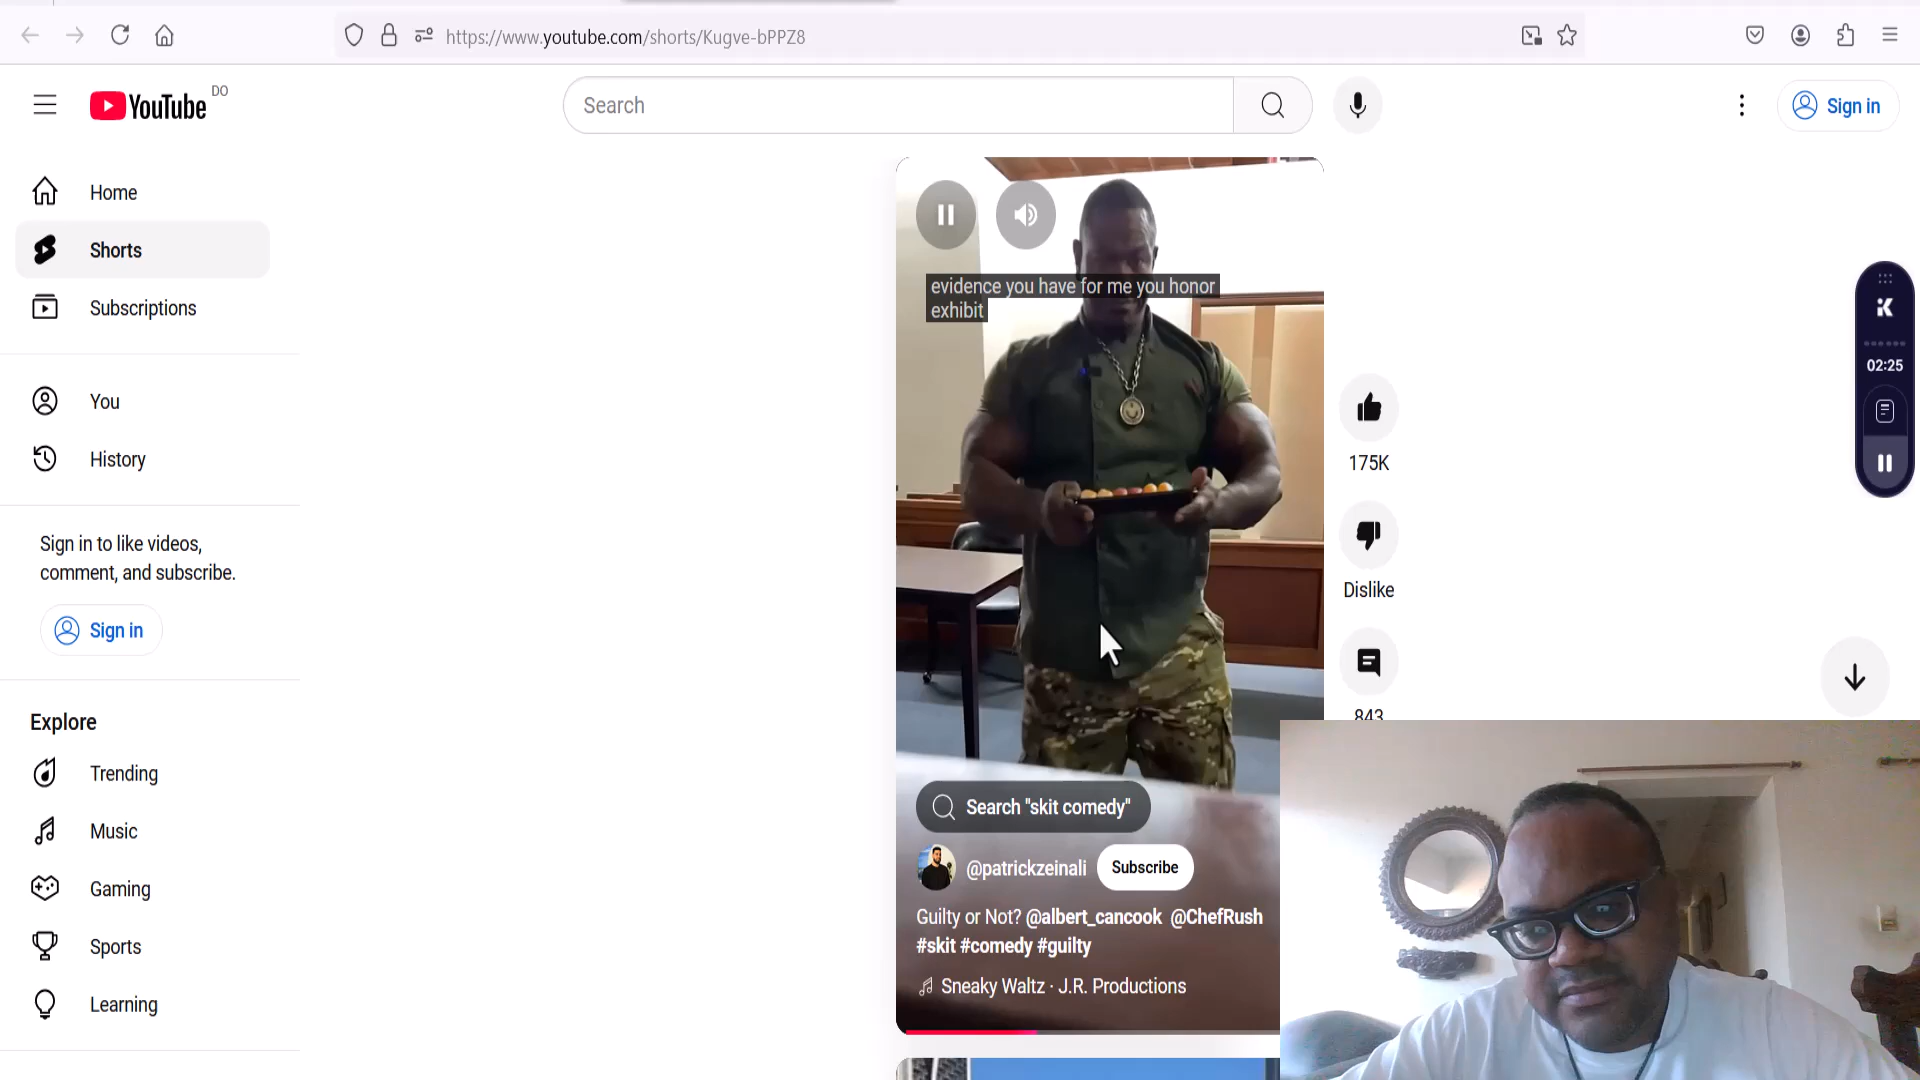 https://www.youtube.com/shorts/Kugve-bPPZ8
YouTube DO
Search
Sign in
Home
Shorts
Subscriptions
You
History
Sign in to like videos,
comment, and subscribe.
Sign in
Explore
Trending
Music
Gaming
Sports
Learning
evidence you have for me you honor
exhibit
Search "skit comedy"
@patrickzeinali
Subscribe
Guilty or Not? @albert_cancook @ChefRush
#skit #comedy #guilty
Sneaky Waltz · J.R. Productions
175K
Dislike
843
02:25